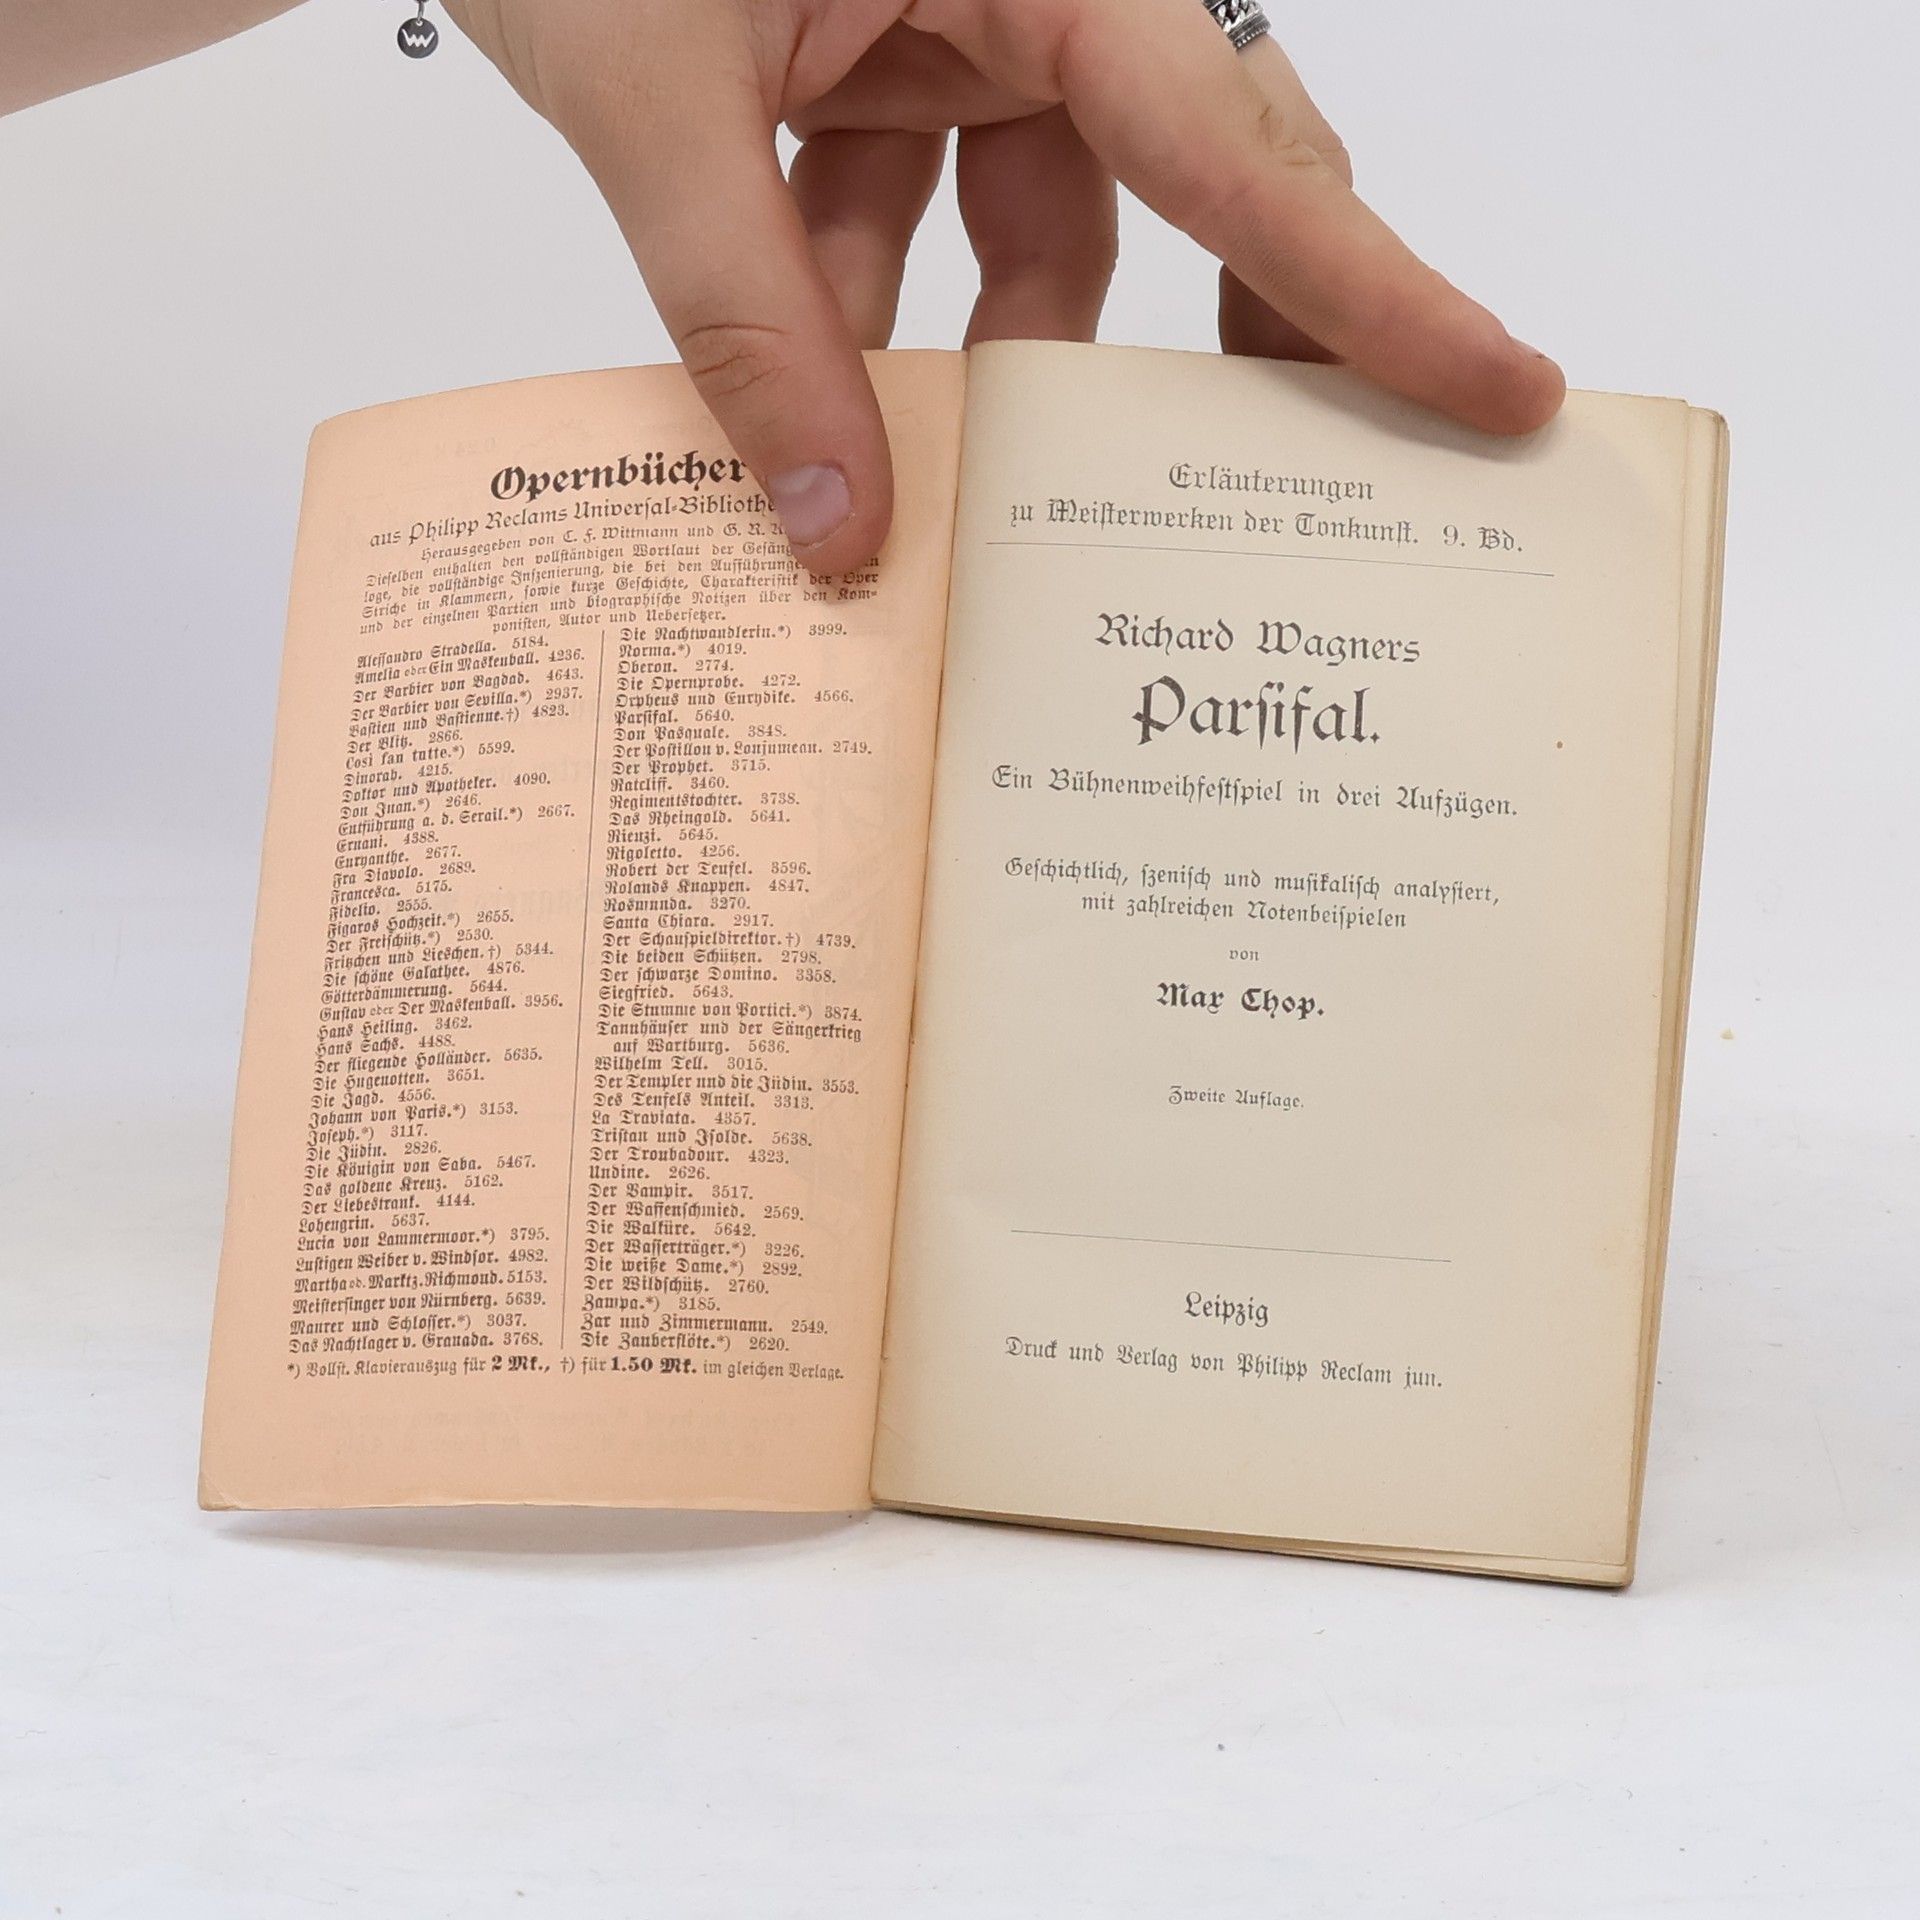 Opernbücher
aus Philipp Reclams Universal-Bibliothe
Herausgegeben von C. F. Wittmann und G. R.
Dieselben enthalten den vollständigen Wortlaut der Gesäng
loge, die vollständige Inszenierung, die bei den Aufführunge
Striche in Klammern, sowie kurze Geschichte, Charakteristik der Oper
und der einzelnen Partien und biographische Notizen über den Kom-
ponisten, Autor und Uebersetzer.
Alessandro Stradella. 5184.
Amelia oder Ein Maskenball. 4236.
Der Barbier von Bagdad. 4643.
Der Barbier von Sevilla.*) 2937.
Bastien und Bastienne.†) 4823.
Der Blitz. 2866.
Cosi fan tutte.*) 5599.
Dinorah. 4215.
Doktor und Apotheker. 4090.
Don Juan.*) 2646.
Entführung a. d. Serail.*) 2667.
Ernani. 4388.
Euryanthe. 2677.
Fra Diavolo. 2689.
Francesca. 5175.
Fidelio. 2555.
Figaros Hochzeit.*) 2655.
Der Freischütz.*) 2530.
Fritzchen und Lieschen.†) 5344.
Die schöne Galathee. 4876.
Götterdämmerung. 5644.
Gustav oder Der Maskenball. 3956.
Hans Heiling. 3462.
Hans Sachs. 4488.
Der fliegende Holländer. 5635.
Die Hugenotten. 3651.
Die Jagd. 4556.
Johann von Paris.*) 3153.
Joseph.*) 3117.
Die Jüdin. 2826.
Die Königin von Saba. 5467.
Das goldene Kreuz. 5162.
Der Liebestrank. 4144.
Lohengrin. 5637.
Lucia von Lammermoor.*) 3795.
Lustigen Weiber v. Windsor. 4982.
Martha od. Markt z. Richmond. 5153.
Meistersinger von Nürnberg. 5639.
Maurer und Schlosser.*) 3037.
Das Nachtlager v. Granada. 3768.
Die Nachtwandlerin.*) 3999.
Norma.*) 4019.
Oberon. 2774.
Die Opernprobe. 4272.
Orpheus und Eurydike. 4566.
Parsifal. 5640.
Don Pasquale. 3848.
Der Postillon v. Lonjumeau. 2749.
Der Prophet. 3715.
Ratcliff. 3460.
Regimentstochter. 3738.
Das Rheingold. 5641.
Rienzi. 5645.
Rigoletto. 4256.
Robert der Teufel. 3596.
Rolands Knappen. 4847.
Rosmunda. 3270.
Santa Chiara. 2917.
Der Schauspieldirektor.†) 4739.
Die beiden Schützen. 2798.
Der schwarze Domino. 3358.
Siegfried. 5643.
Die Stumme von Portici.*) 3874.
Tannhäuser und der Sängerkrieg
auf Wartburg. 5636.
Wilhelm Tell. 3015.
Der Templer und die Jüdin. 3553.
Des Teufels Anteil. 3313.
La Traviata. 4357.
Tristan und Isolde. 5638.
Der Troubadour. 4323.
Undine. 2626.
Der Vampir. 3517.
Der Waffenschmied. 2569.
Die Walküre. 5642.
Der Wasserträger.*) 3226.
Die weiße Dame.*) 2892.
Der Wildschütz. 2760.
Zampa.*) 3185.
Zar und Zimmermann. 2549.
Die Zauberflöte.*) 2620.
*) Vollst. Klavierauszug für 2 Mk., †) für 1.50 Mk. im gleichen Verlage.
Erläuterungen
zu Meisterwerken der Tonkunst. 9. Bd.
Richard Wagners
Parsifal.
Ein Bühnenweihfestspiel in drei Aufzügen.
Geschichtlich, szenisch und musikalisch analysiert,
mit zahlreichen Notenbeispielen
von
Max Chop.
Zweite Auflage.
Leipzig
Druck und Verlag von Philipp Reclam jun.